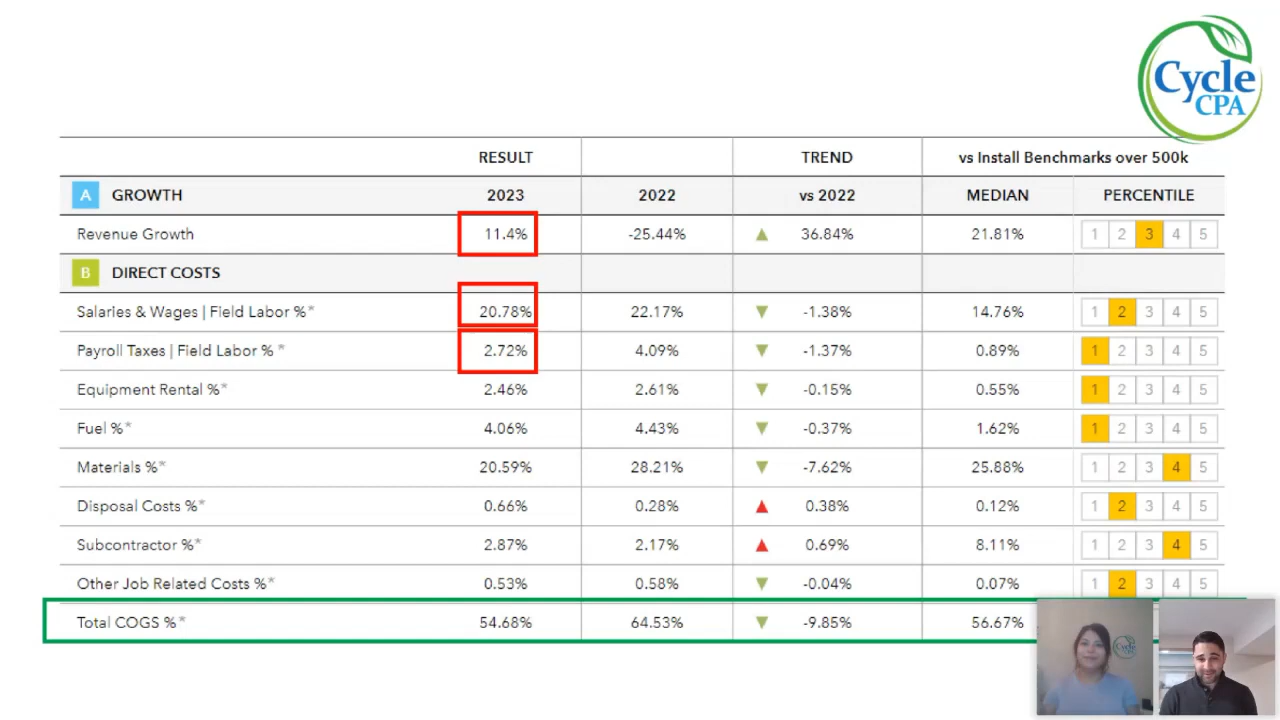 Cycle
CPA
RESULT TREND vs Install Benchmarks over 500k
A GROWTH 2023 2022 vs 2022 MEDIAN PERCENTILE
Revenue Growth 11.4% -25.44% ▲ 36.84% 21.81% 1 2 3 4 5
B DIRECT COSTS
Salaries & Wages | Field Labor %* 20.78% 22.17% ▼ -1.38% 14.76% 1 2 3 4 5
Payroll Taxes | Field Labor % * 2.72% 4.09% ▼ -1.37% 0.89% 1 2 3 4 5
Equipment Rental %* 2.46% 2.61% ▼ -0.15% 0.55% 1 2 3 4 5
Fuel %* 4.06% 4.43% ▼ -0.37% 1.62% 1 2 3 4 5
Materials %* 20.59% 28.21% ▼ -7.62% 25.88% 1 2 3 4 5
Disposal Costs %* 0.66% 0.28% ▲ 0.38% 0.12% 1 2 3 4 5
Subcontractor %* 2.87% 2.17% ▲ 0.69% 8.11% 1 2 3 4 5
Other Job Related Costs %* 0.53% 0.58% ▼ -0.04% 0.07% 1 2 3 4 5
Total COGS %* 54.68% 64.53% ▼ -9.85% 56.67%
Cycle
CPA